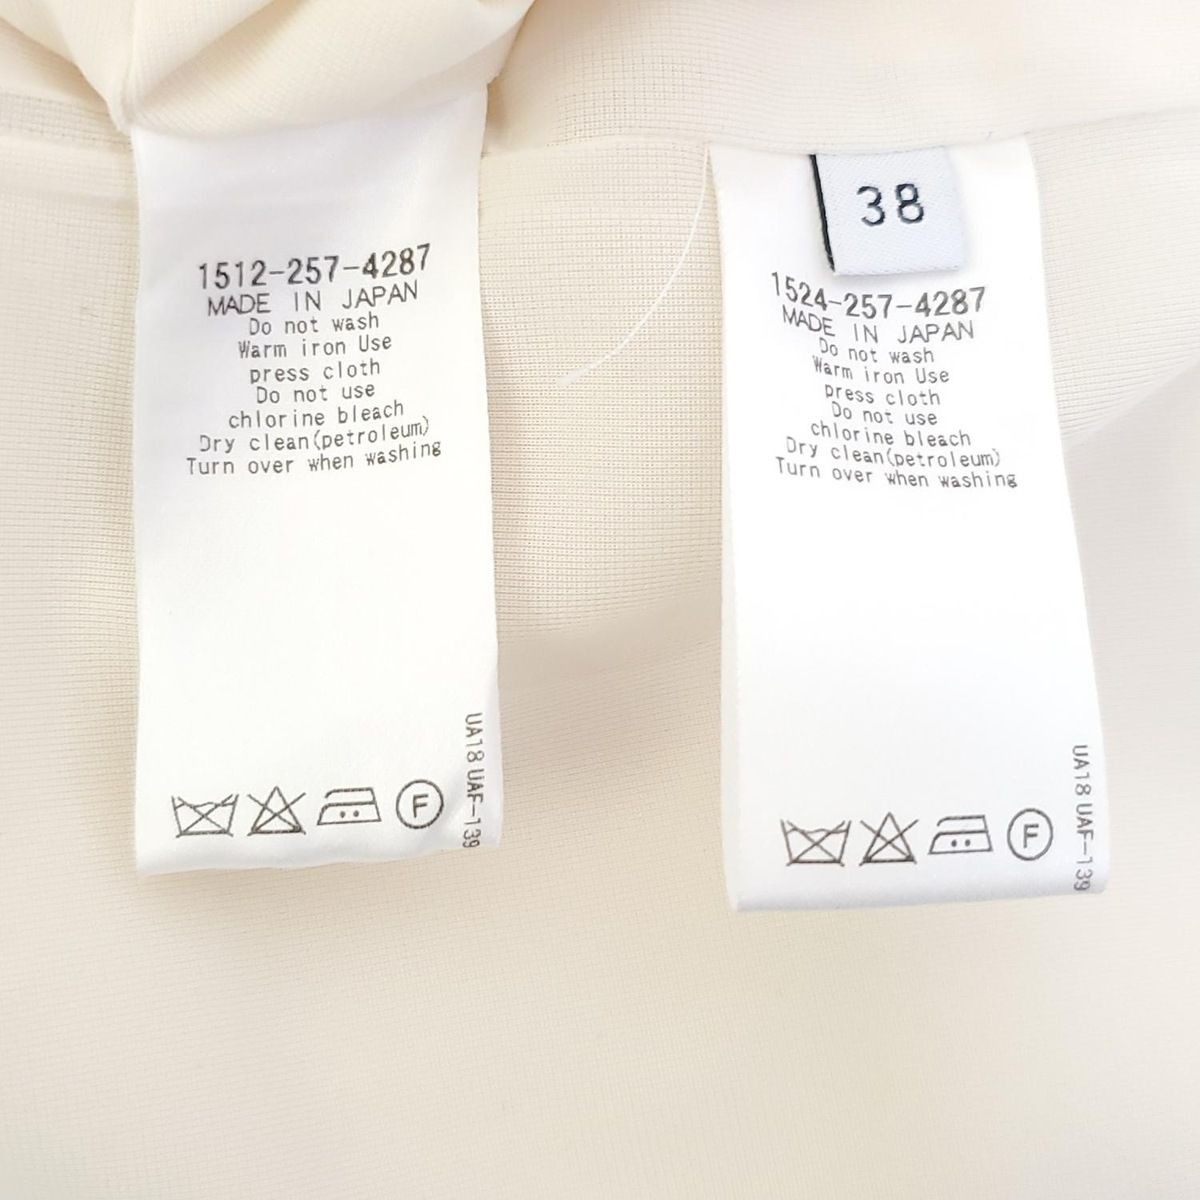 1512-257-4287
MADE IN JAPAN
Do not wash
Warm iron Use
press cloth
Do not use
chlorine bleach
Dry clean(petroleum)
Turn over when washing
UA18 UAF-139
F
38
1524-257-4287
MADE IN JAPAN
Do not wash
Warm iron Use
press cloth
Do not use
chlorine bleach
Dry clean(petroleum)
Turn over when washing
UA18 UAF-139
F